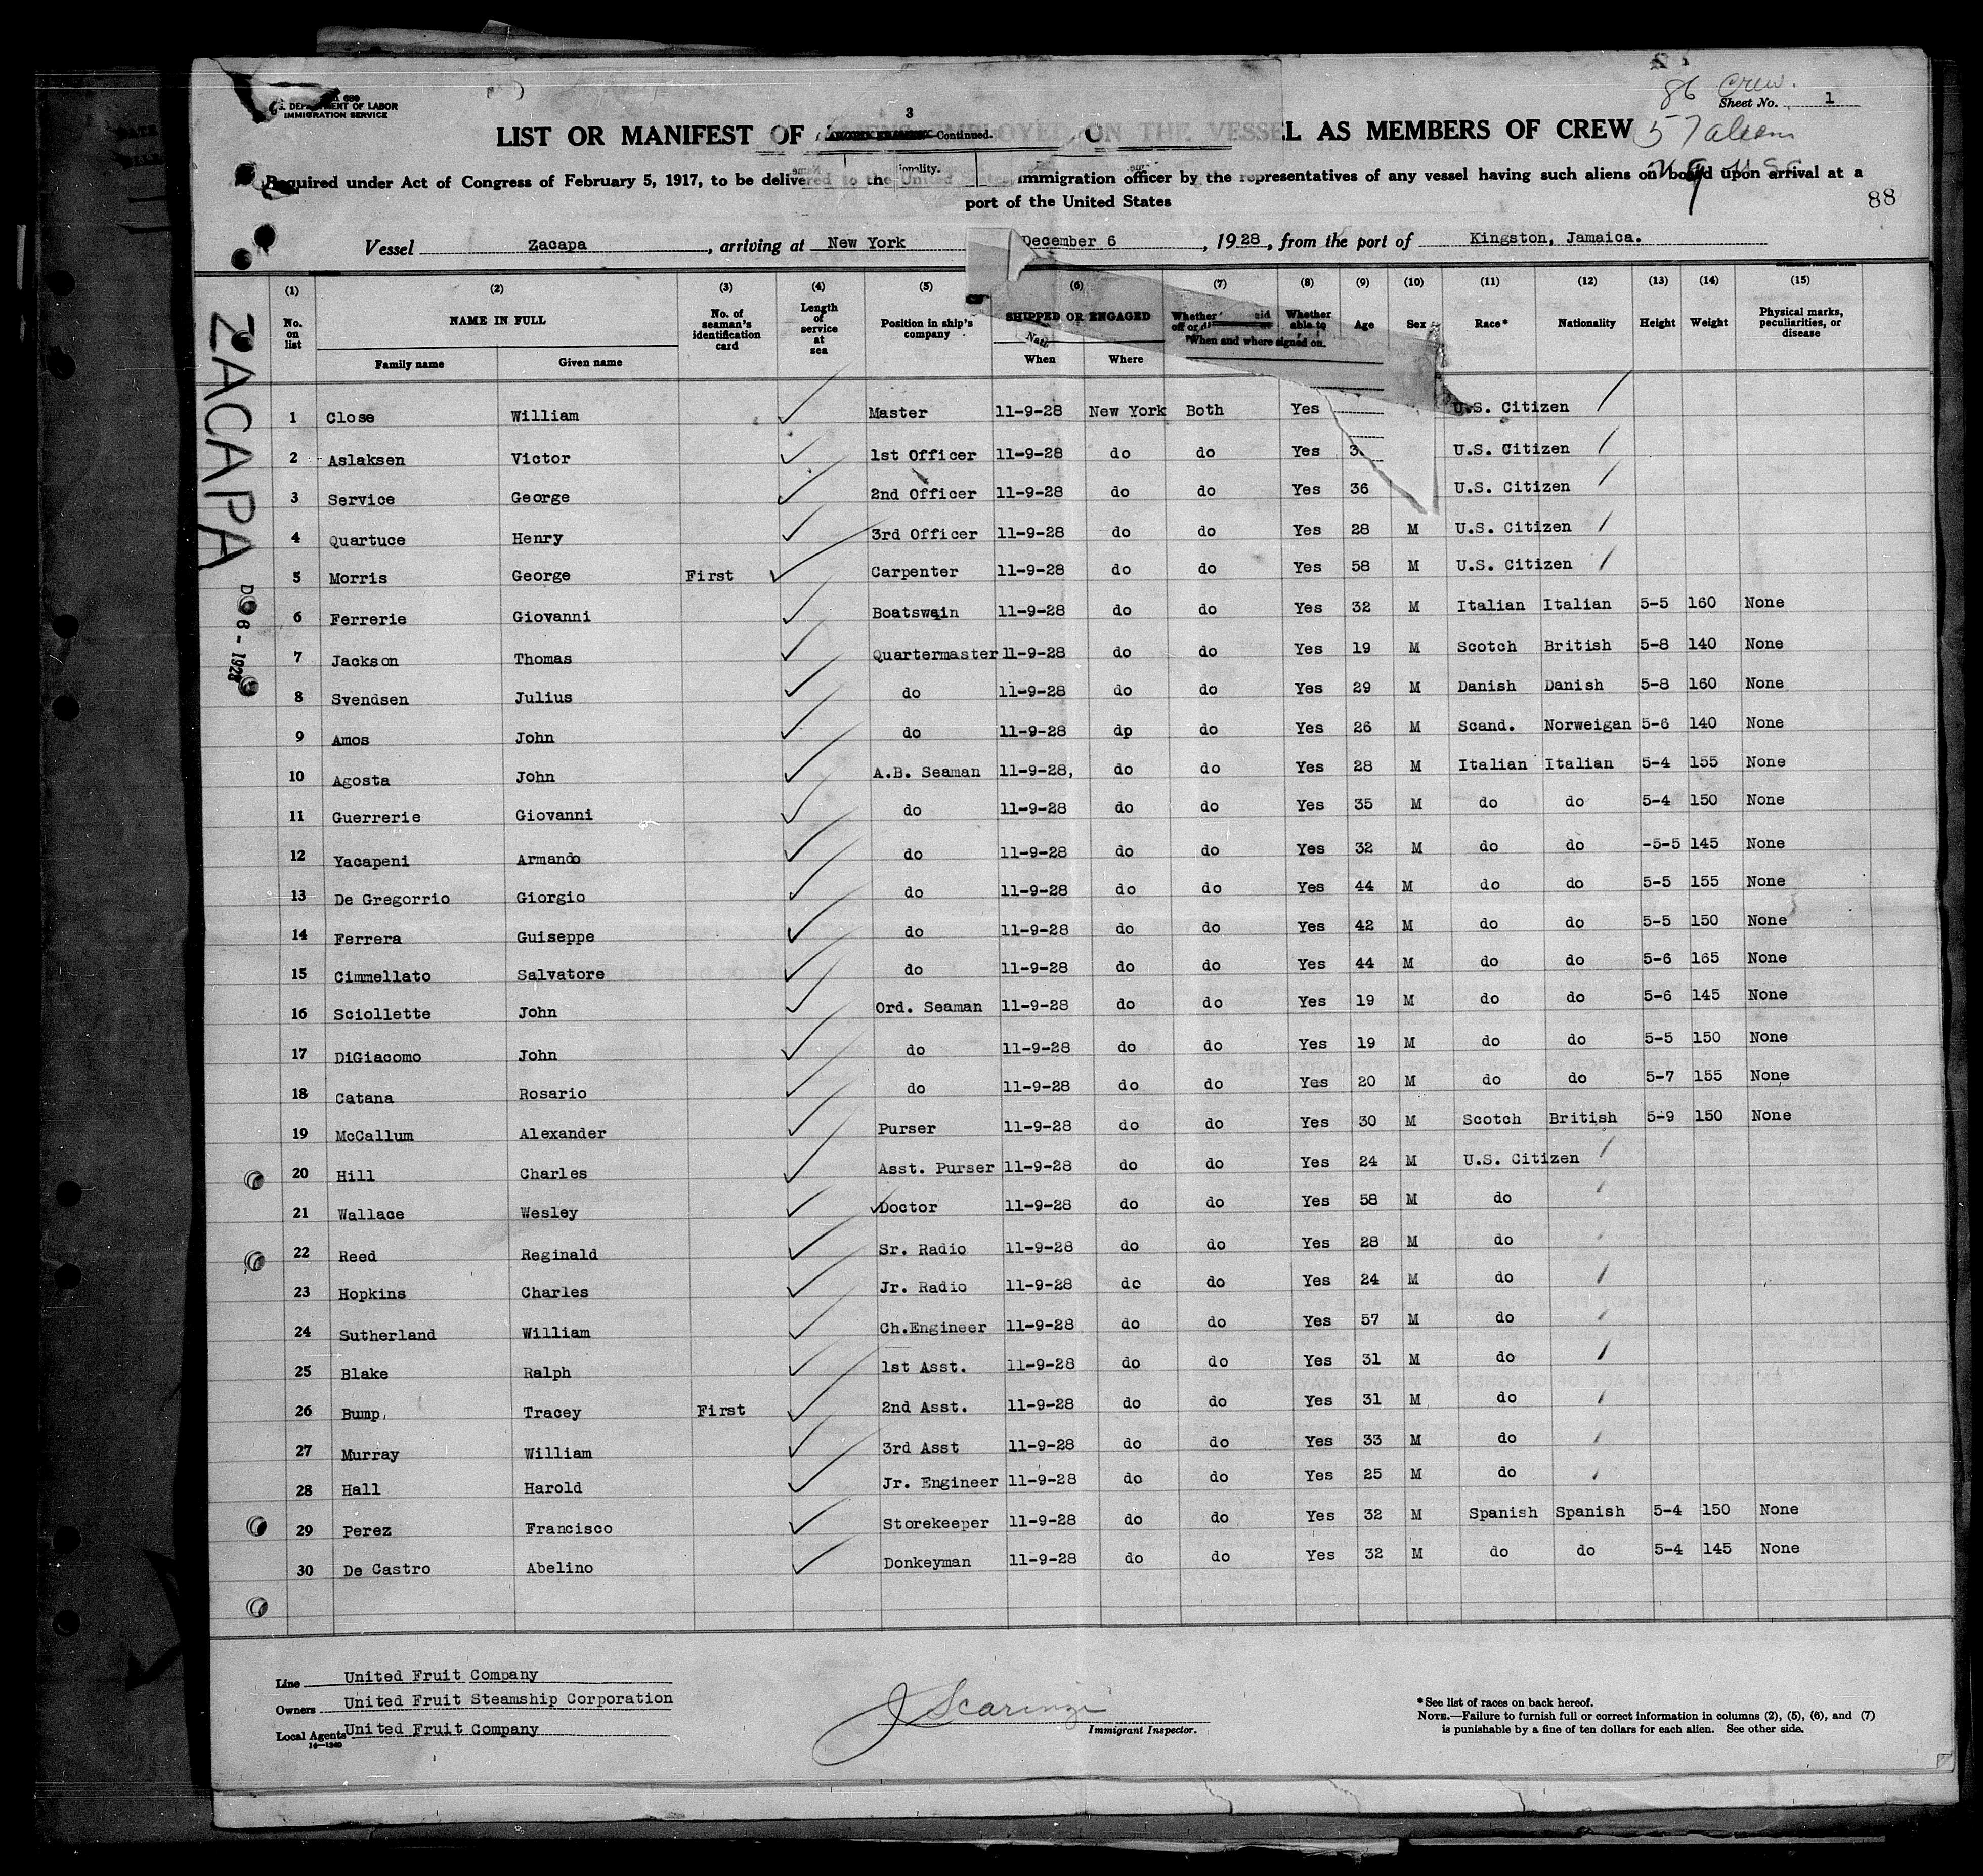 86 Crew.
Sheet No. 1
DEPARTMENT OF LABOR
IMMIGRATION SERVICE
3
Continued.
LIST OR MANIFEST OF ON THE VESSEL AS MEMBERS OF CREW
57 aliens
Required under Act of Congress of February 5, 1917, to be delivered to the United States immigration officer by the representatives of any vessel having such aliens on board upon arrival at a
port of the United States
88
Vessel Zacapa, arriving at New York December 6, 1928, from the port of Kingston, Jamaica.
ZACAPA
6 - 1928
(1) (2) (3) (4) (5) (6) (7) (8) (9) (10) (11) (12) (13) (14) (15)
No. on list NAME IN FULL No. of seaman's identification card Length of service at sea Position in ship's company SHIPPED OR ENGAGED Whether Whether able to Age Sex Race* Nationality Height Weight Physical marks, peculiarities, or disease
When and where signed on.
Family name Given name When Where
1 Close William Master 11-9-28 New York Both Yes U.S. Citizen
2 Aslaksen Victor 1st Officer 11-9-28 do do Yes U.S. Citizen
3 Service George 2nd Officer 11-9-28 do do Yes 36 U.S. Citizen
4 Quartuce Henry 3rd Officer 11-9-28 do do Yes 28 M U.S. Citizen
5 Morris George First Carpenter 11-9-28 do do Yes 58 M U.S. Citizen
6 Ferrerie Giovanni Boatswain 11-9-28 do do Yes 32 M Italian Italian 5-5 160 None
7 Jackson Thomas Quartermaster 11-9-28 do do Yes 19 M Scotch British 5-8 140 None
8 Svendsen Julius do 11-9-28 do do Yes 29 M Danish Danish 5-8 160 None
9 Amos John do 11-9-28 dp do Yes 26 M Scand. Norweigan 5-6 140 None
10 Agosta John A.B. Seaman 11-9-28, do do Yes 28 M Italian Italian 5-4 155 None
11 Guerrerie Giovanni do 11-9-28 do do Yes 35 M do do 5-4 150 None
12 Yacapeni Armando do 11-9-28 do do Yes 32 M do do -5-5 145 None
13 De Gregorrio Giorgio do 11-9-28 do do Yes 44 M do do 5-5 155 None
14 Ferrera Guiseppe do 11-9-28 do do Yes 42 M do do 5-5 150 None
15 Cimmellato Salvatore do 11-9-28 do do Yes 44 M do do 5-6 165 None
16 Sciollette John Ord. Seaman 11-9-28 do do Yes 19 M do do 5-6 145 None
17 DiGiacomo John do 11-9-28 do do Yes 19 M do do 5-5 150 None
18 Catana Rosario do 11-9-28 do do Yes 20 M do do 5-7 155 None
19 McCallum Alexander Purser 11-9-28 do do Yes 30 M Scotch British 5-9 150 None
20 Hill Charles Asst. Purser 11-9-28 do do Yes 24 M U.S. Citizen
21 Wallace Wesley Doctor 11-9-28 do do Yes 58 M do
22 Reed Reginald Sr. Radio 11-9-28 do do Yes 28 M do
23 Hopkins Charles Jr. Radio 11-9-28 do do Yes 24 M do
24 Sutherland William Ch.Engineer 11-9-28 do do Yes 57 M do
25 Blake Ralph 1st Asst. 11-9-28 do do Yes 31 M do
26 Bump, Tracey First 2nd Asst. 11-9-28 do do Yes 31 M do
27 Murray William 3rd Asst 11-9-28 do do Yes 33 M do
28 Hall Harold Jr. Engineer 11-9-28 do do Yes 25 M do
29 Perez Francisco Storekeeper 11-9-28 do do Yes 32 M Spanish Spanish 5-4 150 None
30 De Castro Abelino Donkeyman 11-9-28 do do Yes 32 M do do 5-4 145 None
Line United Fruit Company
Owners United Fruit Steamship Corporation
Local Agents United Fruit Company
14-1240
J Scarinzi
Immigrant Inspector.
*See list of races on back hereof.
NOTE.—Failure to furnish full or correct information in columns (2), (5), (6), and (7)
is punishable by a fine of ten dollars for each alien. See other side.